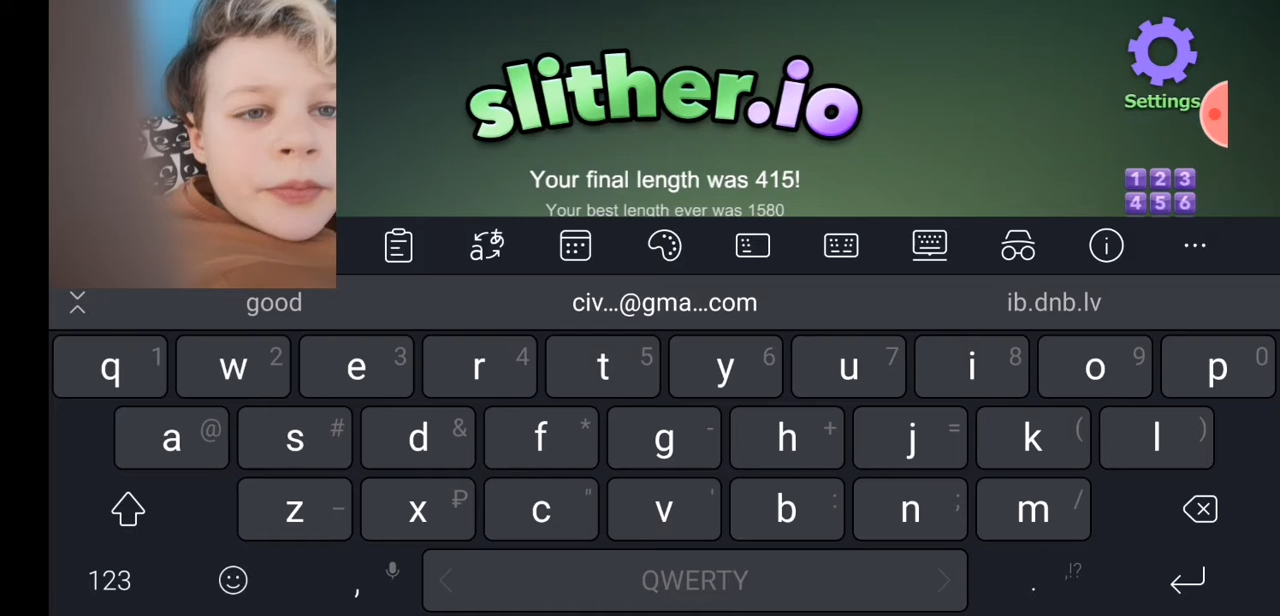 slither.io
Settings
Your final length was 415!
1 2 3
4 5 6
Your best length ever was 1580
good civ...@gma...com ib.dnb.lv
q 1 w 2 e 3 r 4 t 5 y 6 u 7 i 8 o 9 p 0
a @ s # d & f * g - h + j = k ( l )
z _ x ₽ c " v ' b : n ; m /
123 , QWERTY . ,!?